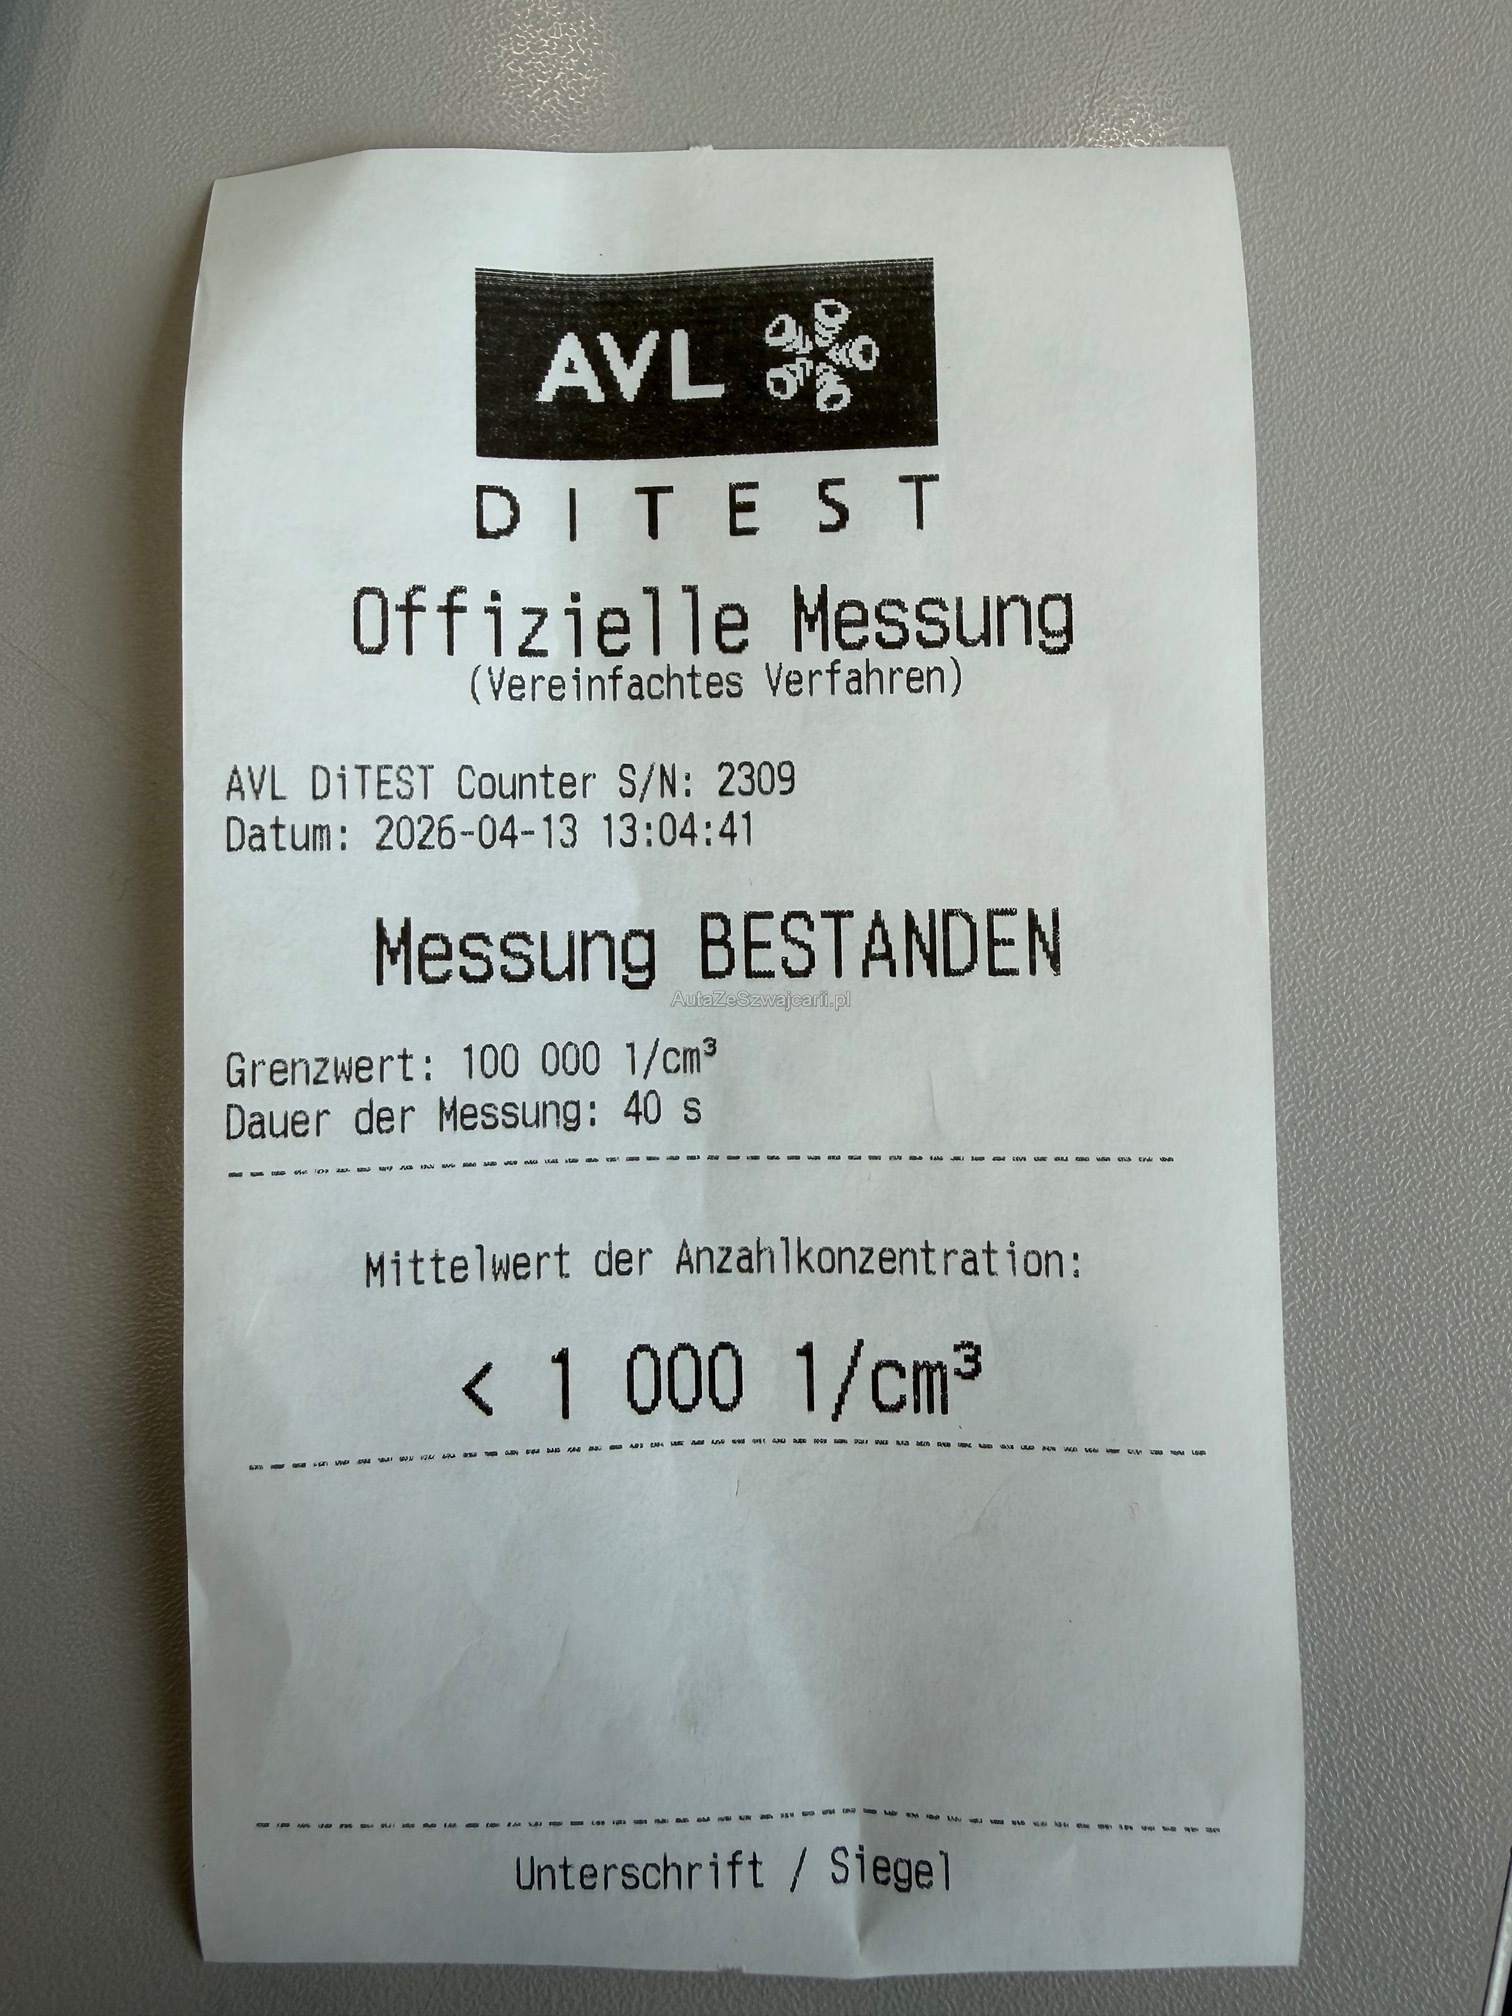 AVL
DITEST
Offizielle Messung
(Vereinfachtes Verfahren)
AVL DiTEST Counter S/N: 2309
Datum: 2026-04-13 13:04:41
Messung BESTANDEN
AutaZeSzwajcarii.pl
Grenzwert: 100 000 1/cm³
Dauer der Messung: 40 s
Mittelwert der Anzahlkonzentration:
< 1 000 1/cm³
Unterschrift / Siegel